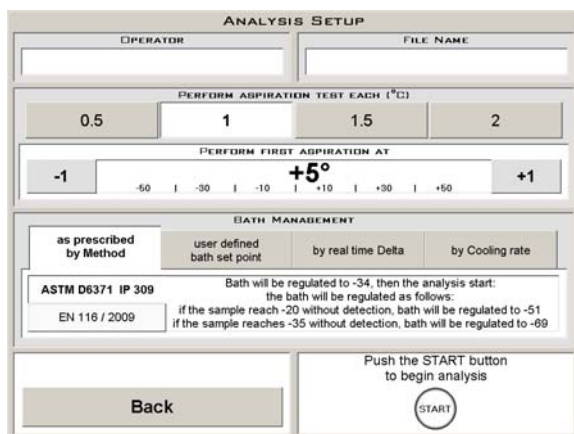 Analysis Setup
Operator
File Name
Perform aspiration test each (°C)
0.5 1 1.5 2
Perform first aspiration at
-1
+5°
+1
-50 | -30 | -10 | +10 | +30 | +50
Bath Management
as prescribed
by Method
user defined
bath set point
by real time Delta
by Cooling rate
ASTM D6371 IP 309
EN 116 / 2009
Bath will be regulated to -34, then the analysis start:
the bath will be regulated as follows:
if the sample reach -20 without detection, bath will be regulated to -51
if the sample reaches -35 without detection, bath will be regulated to -69
Back
Push the START button
to begin analysis
START